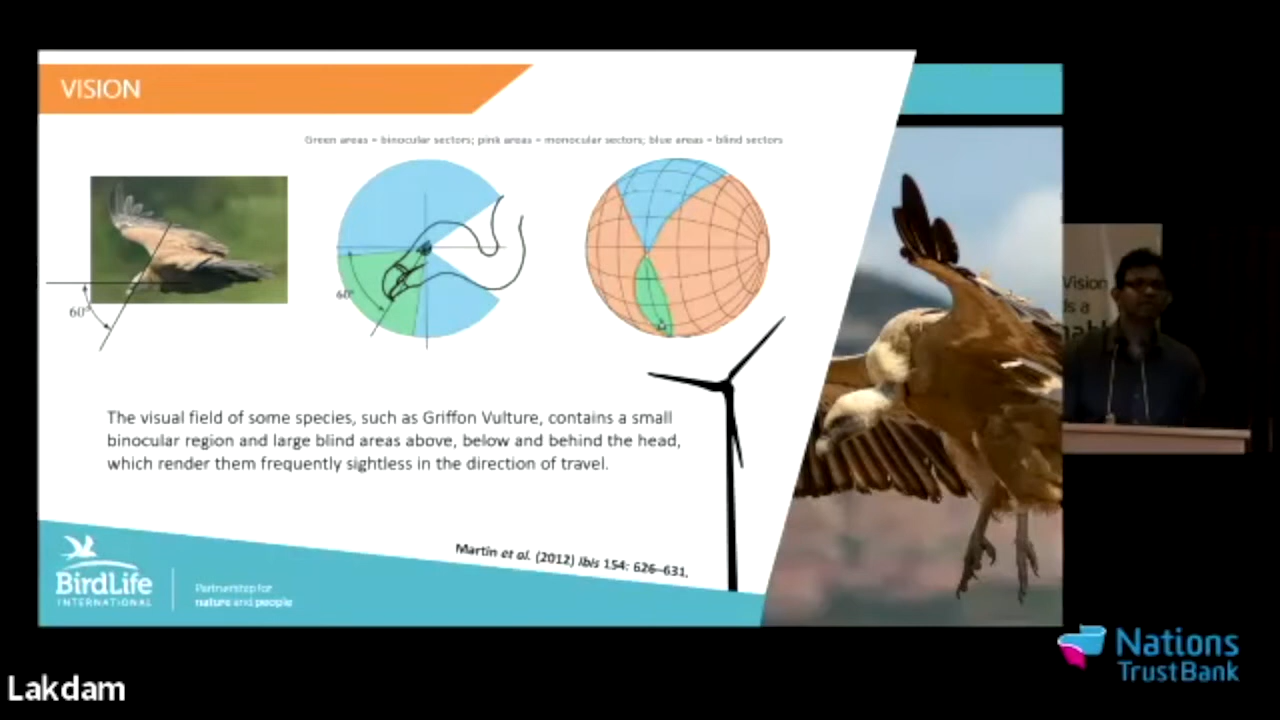 VISION
Green areas = binocular sectors; pink areas = monocular sectors; blue areas = blind sectors
60°
60°
The visual field of some species, such as Griffon Vulture, contains a small
binocular region and large blind areas above, below and behind the head,
which render them frequently sightless in the direction of travel.
Martin et al. (2012) Ibis 154: 626–631,
BirdLife
INTERNATIONAL
Partnership for
nature and people
Vision
Nations
TrustBank
Lakdam